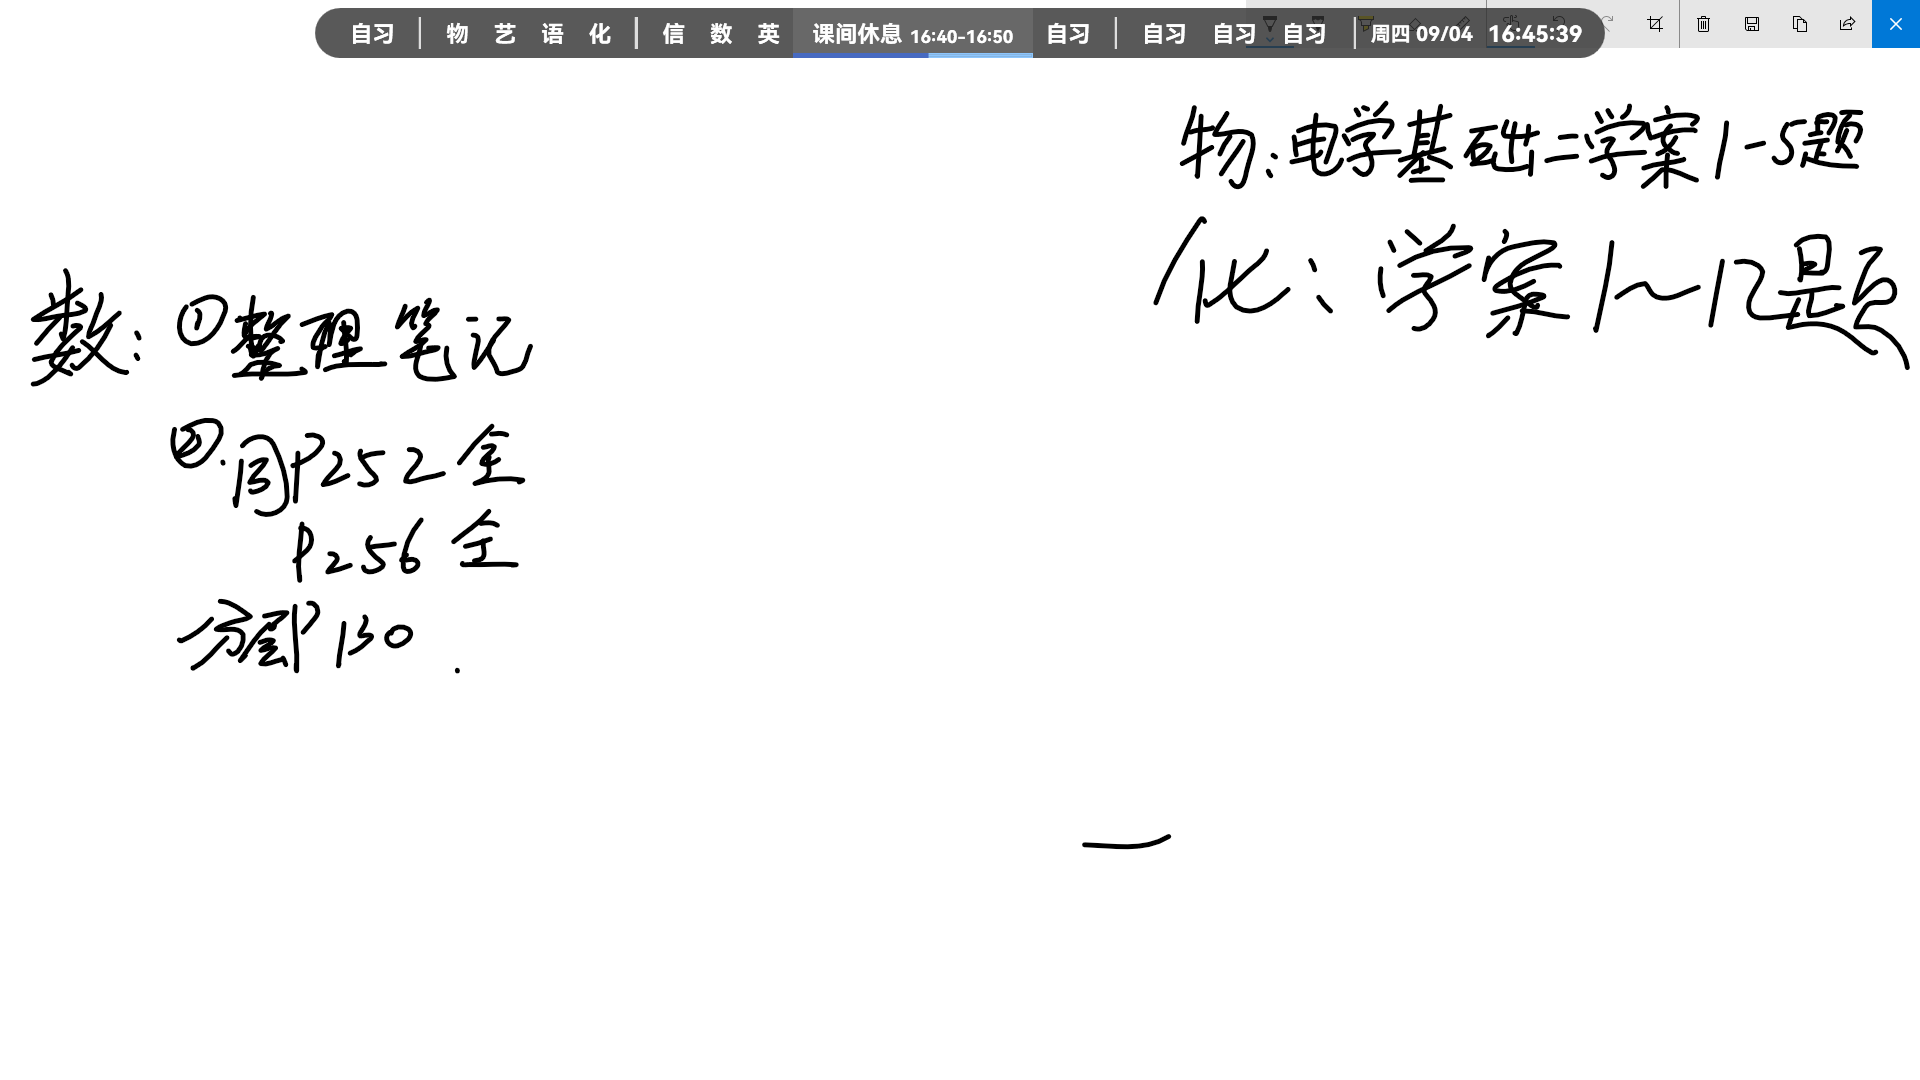 自习 | 物 艺 语 化 | 信 数 英 课间休息 16:40-16:50 自习 | 自习 自习 自习 | 周四 09/04 16:45:39
物:电学基础二学案1-5题
化:学案1~12题
数:①整理笔记
②.同P252全
P256全
分层P130